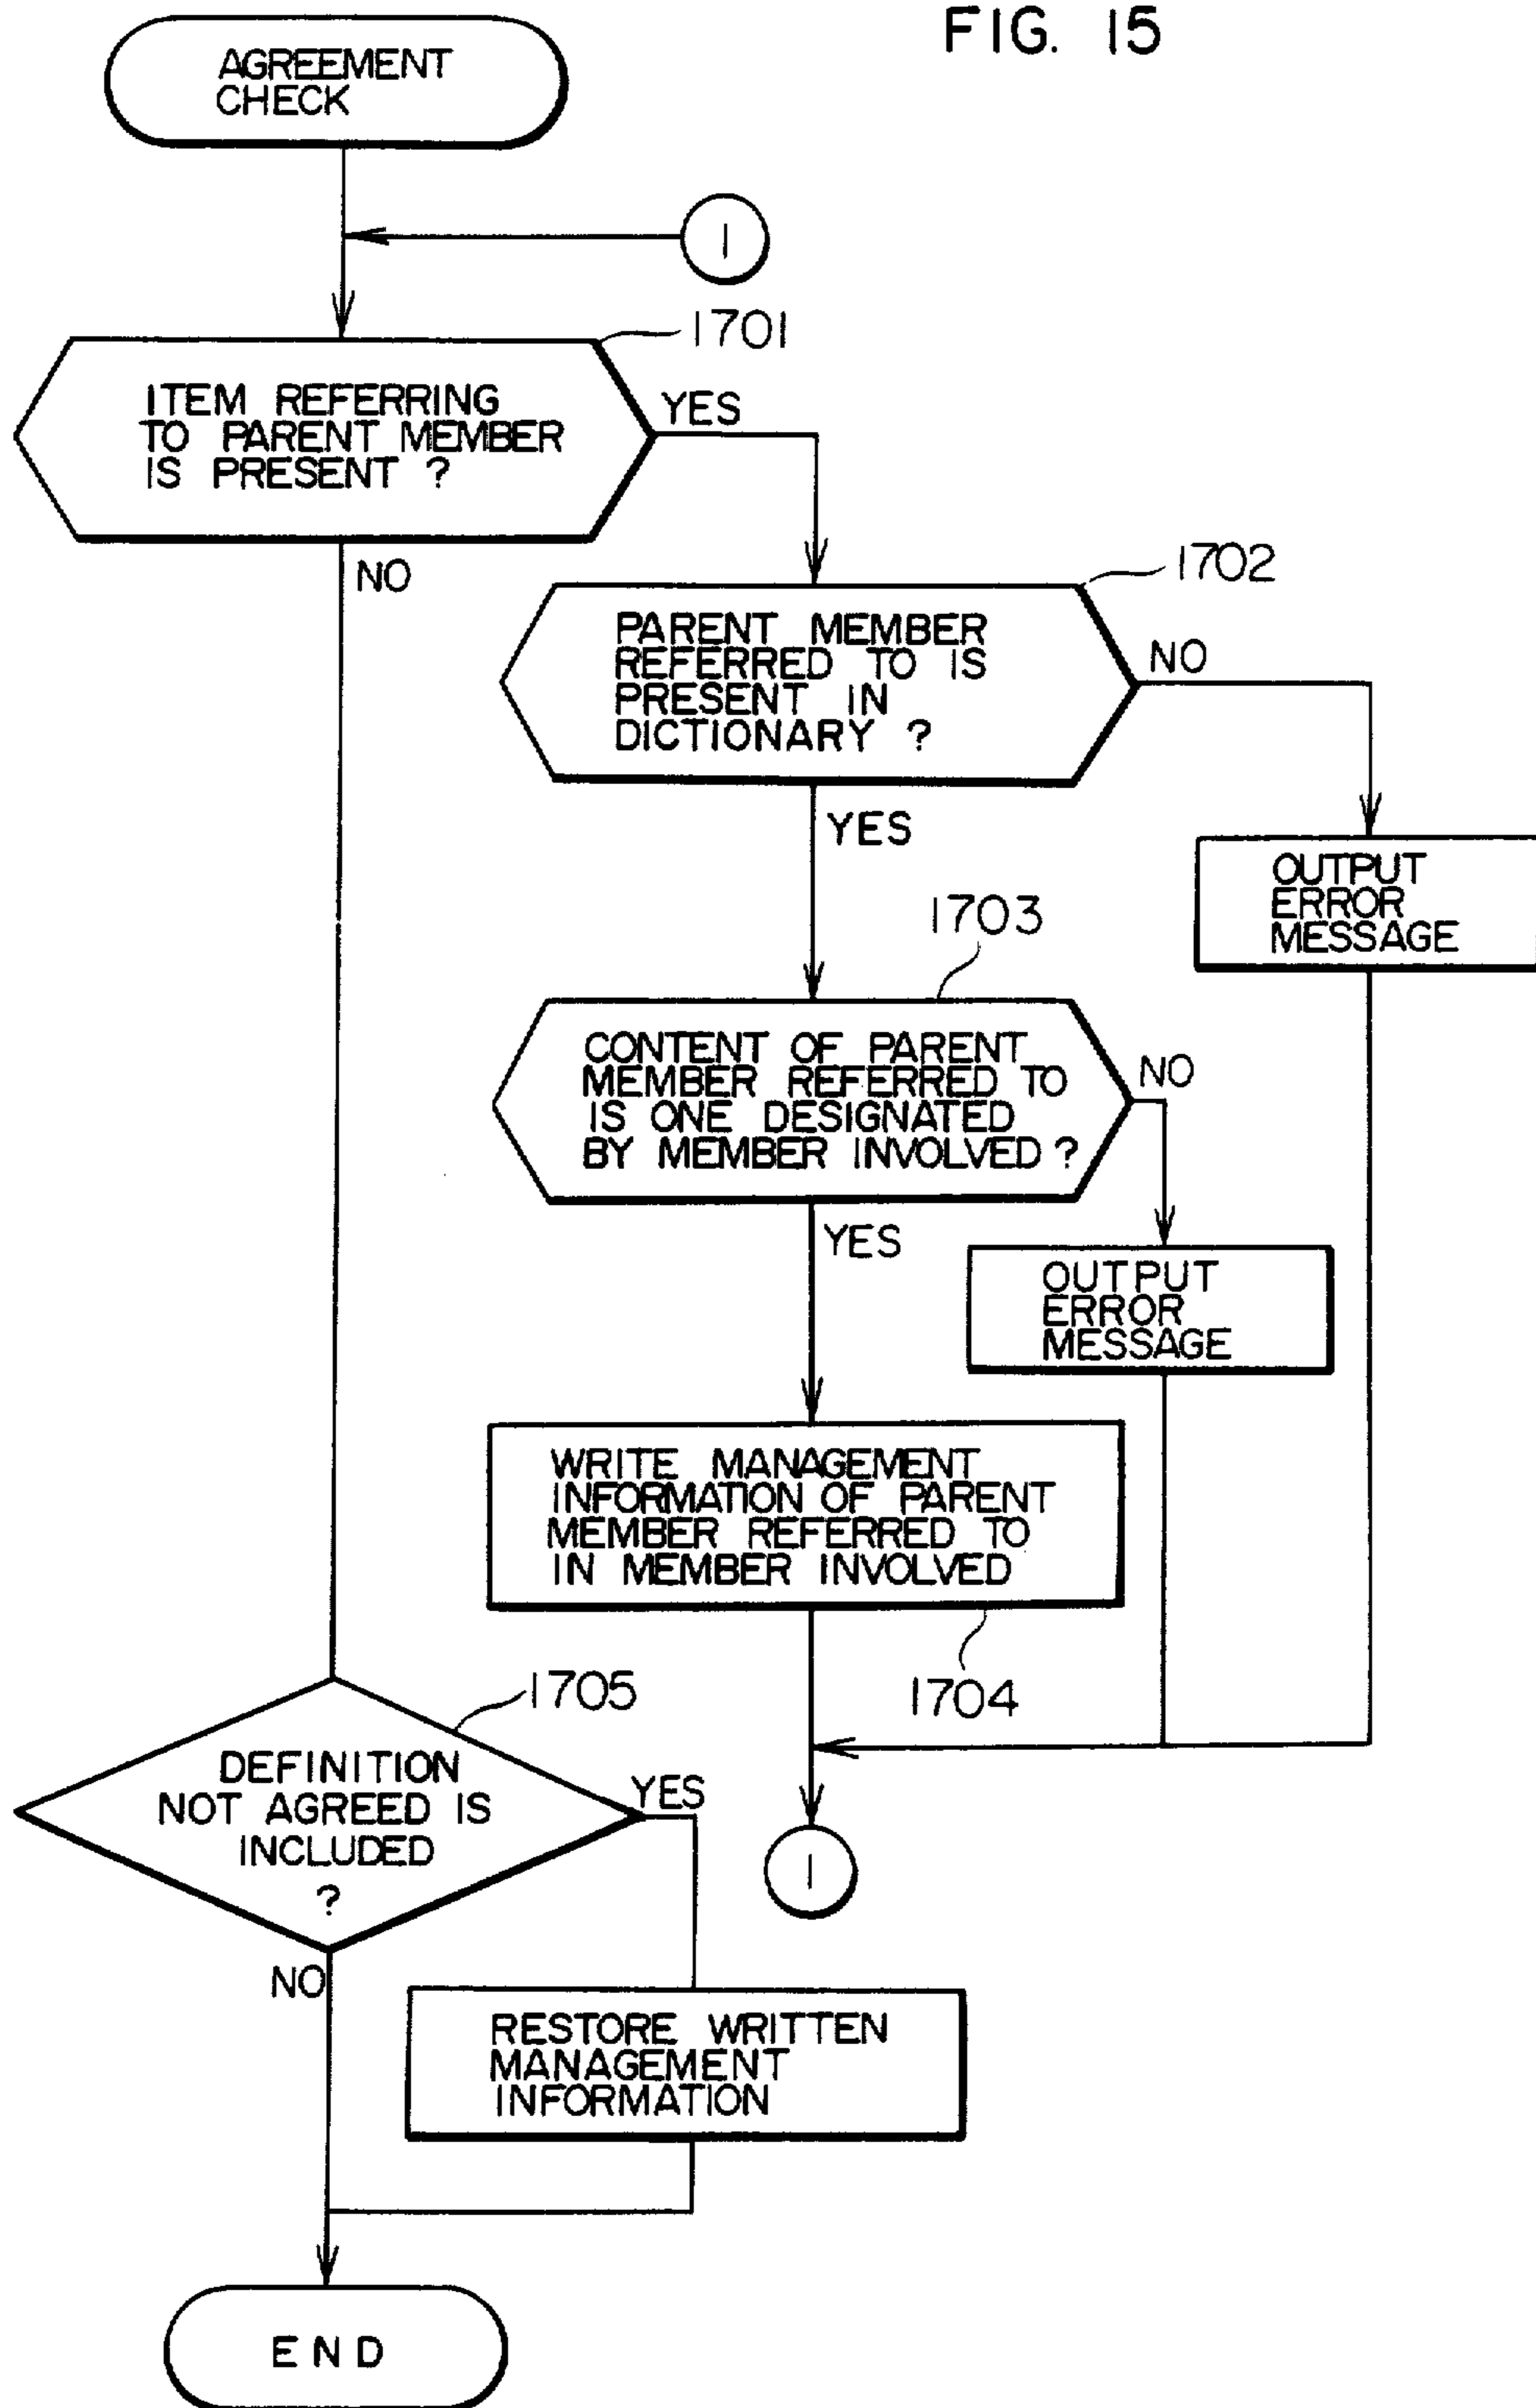 FIG. 15
AGREEMENT
CHECK
1
1701
ITEM REFERRING
TO PARENT MEMBER
IS PRESENT ?
YES
NO
1702
PARENT MEMBER
REFERRED TO IS
PRESENT IN
DICTIONARY ?
NO
YES
OUTPUT
ERROR
MESSAGE
1703
CONTENT OF PARENT
MEMBER REFERRED TO
IS ONE DESIGNATED
BY MEMBER INVOLVED ?
NO
YES
OUTPUT
ERROR
MESSAGE
WRITE MANAGEMENT
INFORMATION OF PARENT
MEMBER REFERRED TO
IN MEMBER INVOLVED
1704
1705
DEFINITION
NOT AGREED IS
INCLUDED
?
YES
1
NO
RESTORE WRITTEN
MANAGEMENT
INFORMATION
END